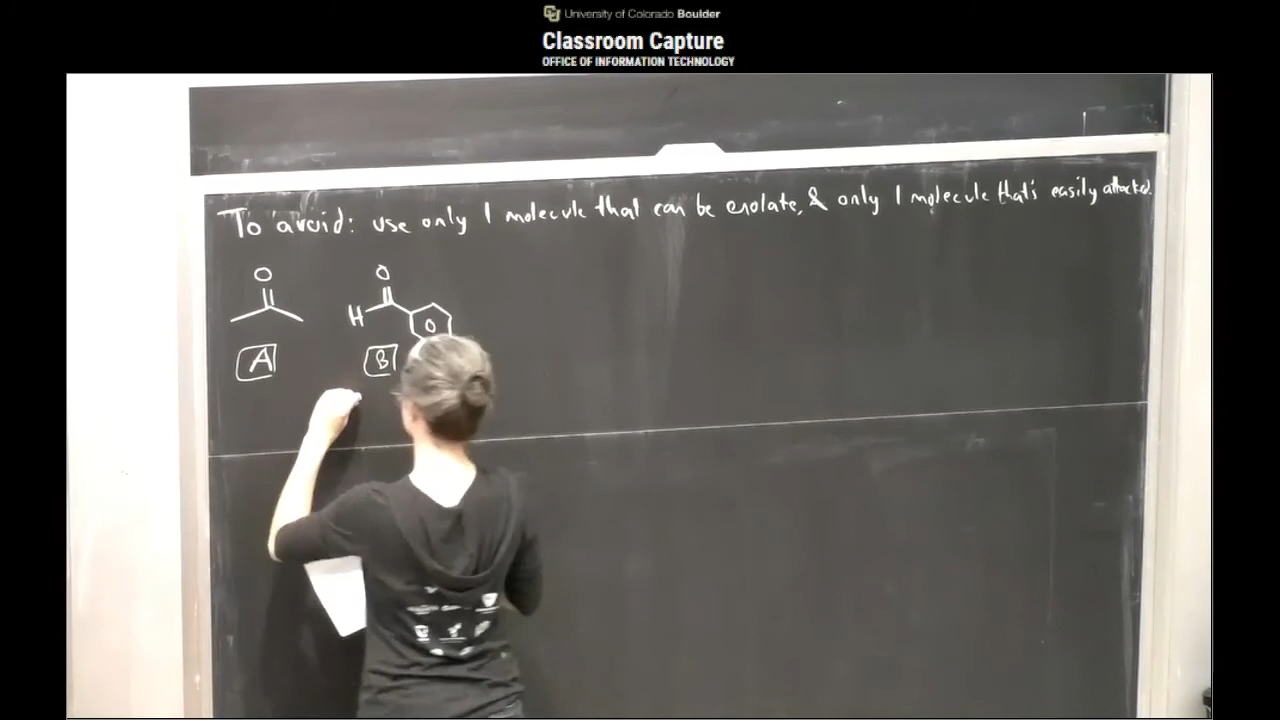 University of Colorado Boulder
Classroom Capture
OFFICE OF INFORMATION TECHNOLOGY
To avoid: use only 1 molecule that can be enolate, & only 1 molecule that's easily attacked.
O O
H O
A B